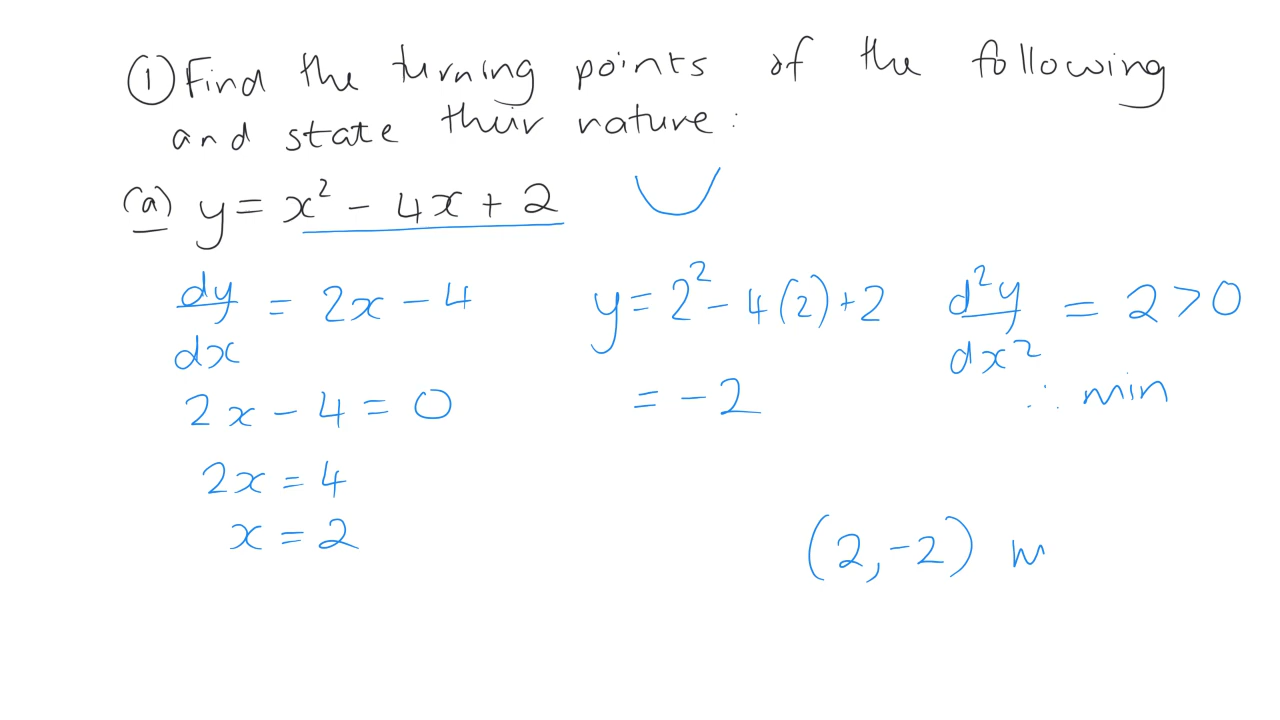 ① Find the turning points of the following
and state their nature:
(a) y = x² − 4x + 2
dy/dx = 2x − 4
2x − 4 = 0
2x = 4
x = 2
y = 2² − 4(2) + 2
= −2
d²y/dx² = 2 > 0
∴ min
(2, −2)